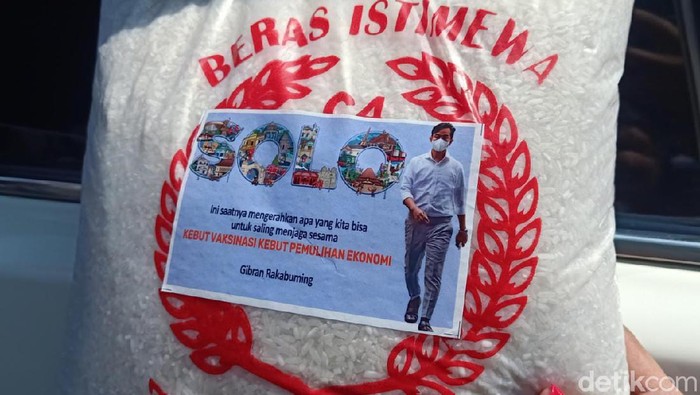 BERAS ISTIMEWA
C4
SOLO
Ini saatnya mengerahkan apa yang kita bisa
untuk saling menjaga sesama
KEBUT VAKSINASI KEBUT PEMULIHAN EKONOMI
Gibran Rakabuming
detikcom